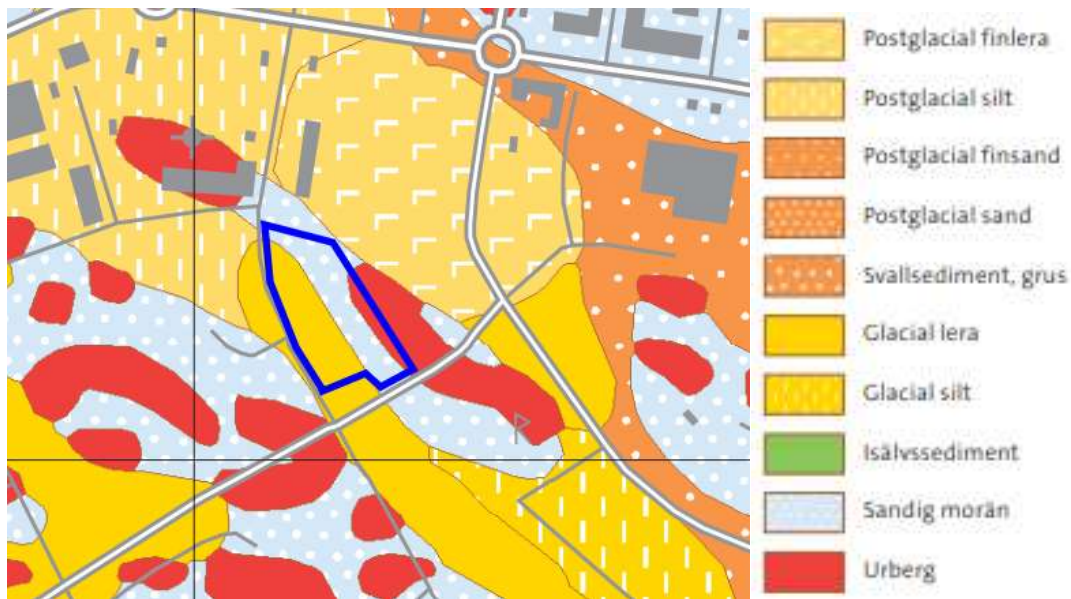 Postglacial finlera
Postglacial silt
Postglacial finsand
Postglacial sand
Svallsediment, grus
Glacial lera
Glacial silt
Isälvssediment
Sandig morän
Urberg